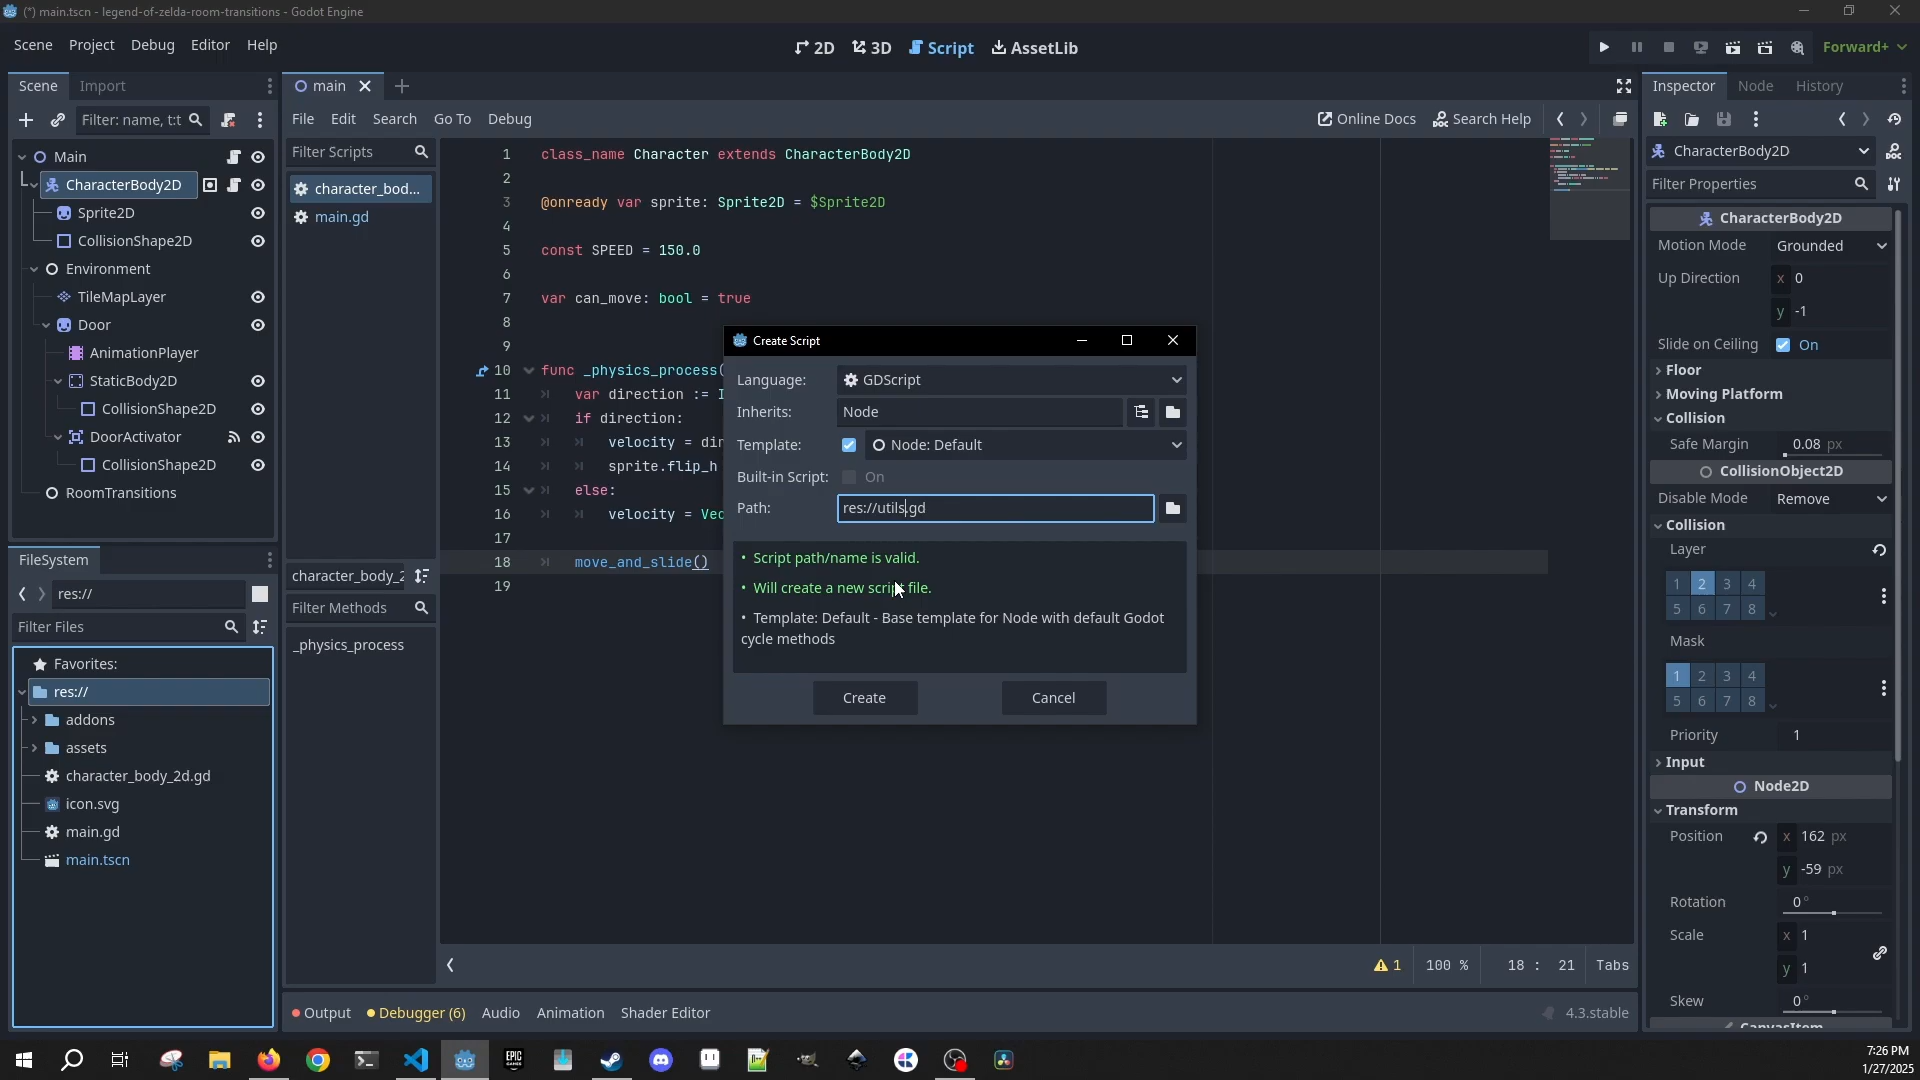 (*) main.tscn - legend-of-zelda-room-transitions - Godot Engine
Scene Project Debug Editor Help
2D 3D Script AssetLib
Forward+
Scene Import
Filter: name, t:t
Main
CharacterBody2D
Sprite2D
CollisionShape2D
Environment
TileMapLayer
Door
AnimationPlayer
StaticBody2D
CollisionShape2D
DoorActivator
CollisionShape2D
RoomTransitions
FileSystem
res://
Filter Files
Favorites:
res://
addons
assets
character_body_2d.gd
icon.svg
main.gd
main.tscn
main
File Edit Search Go To Debug
Online Docs Search Help
Filter Scripts
character_bod...
main.gd
character_body_2
Filter Methods
_physics_process
1 class_name Character extends CharacterBody2D
2
3 @onready var sprite: Sprite2D = $Sprite2D
4
5 const SPEED = 150.0
6
7 var can_move: bool = true
8
9
10 func _physics_process(
11 var direction := I
12 if direction:
13 velocity = dir
14 sprite.flip_h
15 else:
16 velocity = Vec
17
18 move_and_slide()
19
Create Script
Language: GDScript
Inherits: Node
Template: Node: Default
Built-in Script: On
Path: res://utils.gd
• Script path/name is valid.
• Will create a new script file.
• Template: Default - Base template for Node with default Godot
cycle methods
Create Cancel
1 100 % 18 : 21 Tabs
Output Debugger (6) Audio Animation Shader Editor
4.3.stable
Inspector Node History
CharacterBody2D
Filter Properties
CharacterBody2D
Motion Mode Grounded
Up Direction x 0
y -1
Slide on Ceiling On
Floor
Moving Platform
Collision
Safe Margin 0.08 px
CollisionObject2D
Disable Mode Remove
Collision
Layer
1 2 3 4
5 6 7 8
Mask
1 2 3 4
5 6 7 8
Priority 1
Input
Node2D
Transform
Position x 162 px
y -59 px
Rotation 0 °
Scale x 1
y 1
Skew 0 °
CanvasItem
EPIC GAMES
7:26 PM
1/27/2025